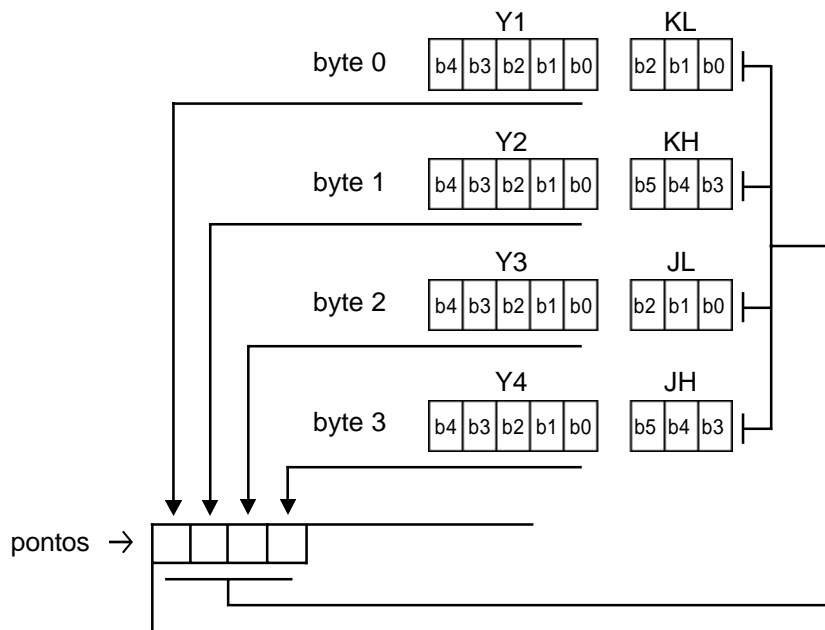 Y1 KL
byte 0 b4 b3 b2 b1 b0 b2 b1 b0
Y2 KH
byte 1 b4 b3 b2 b1 b0 b5 b4 b3
Y3 JL
byte 2 b4 b3 b2 b1 b0 b2 b1 b0
Y4 JH
byte 3 b4 b3 b2 b1 b0 b5 b4 b3
pontos →